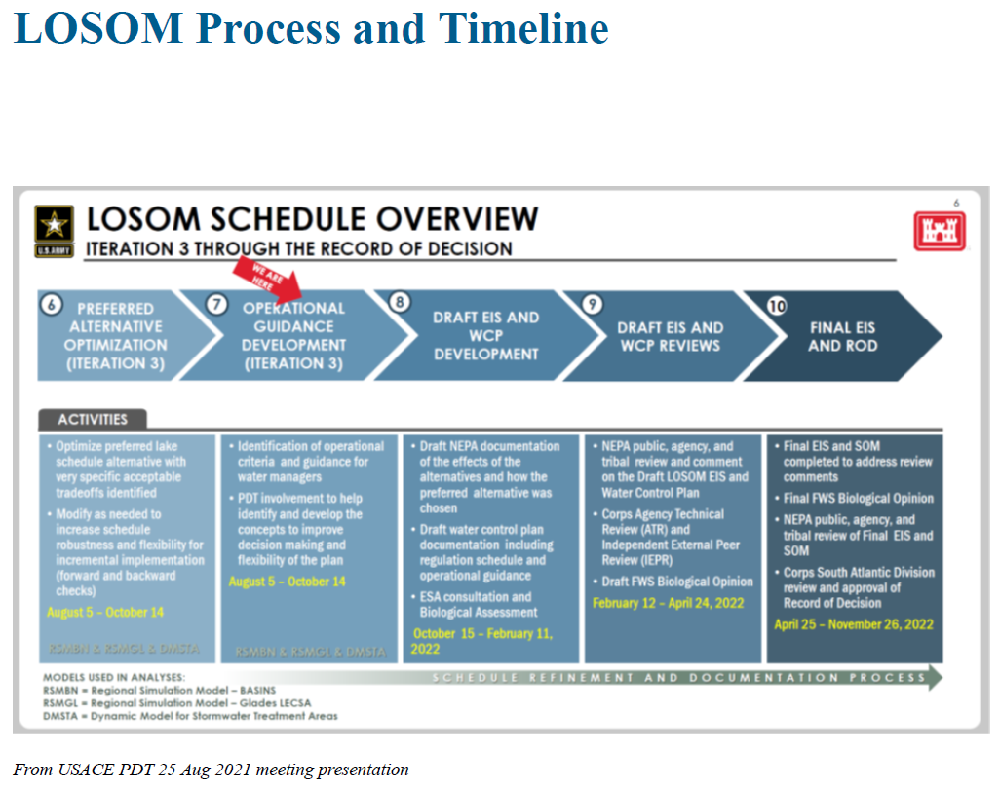 LOSOM Process and Timeline
6
LOSOM SCHEDULE OVERVIEW
ITERATION 3 THROUGH THE RECORD OF DECISION
U.S.ARMY
WE ARE
HERE
6
PREFERRED
ALTERNATIVE
OPTIMIZATION
(ITERATION 3)
7
OPERATIONAL
GUIDANCE
DEVELOPMENT
(ITERATION 3)
8
DRAFT EIS AND
WCP
DEVELOPMENT
9
DRAFT EIS AND
WCP REVIEWS
10
FINAL EIS
AND ROD
ACTIVITIES
• Optimize preferred lake
schedule alternative with
very specific acceptable
tradeoffs identified
• Modify as needed to
increase schedule
robustness and flexibility for
incremental implementation
(forward and backward
checks)
August 5 – October 14
RSMBN & RSMGL & DMSTA
• Identification of operational
criteria and guidance for
water managers
• PDT involvement to help
identify and develop the
concepts to improve
decision making and
flexibility of the plan
August 5 – October 14
RSMBN & RSMGL & DMSTA
• Draft NEPA documentation
of the effects of the
alternatives and how the
preferred alternative was
chosen
• Draft water control plan
documentation including
regulation schedule and
operational guidance
• ESA consultation and
Biological Assessment
October 15 – February 11,
2022
• NEPA public, agency, and
tribal review and comment
on the Draft LOSOM EIS and
Water Control Plan
• Corps Agency Technical
Review (ATR) and
Independent External Peer
Review (IEPR)
• Draft FWS Biological Opinion
February 12 – April 24, 2022
• Final EIS and SOM
completed to address review
comments
• Final FWS Biological Opinion
• NEPA public, agency, and
tribal review of Final EIS and
SOM
• Corps South Atlantic Division
review and approval of
Record of Decision
April 25 – November 26, 2022
SCHEDULE REFINEMENT AND DOCUMENTATION PROCESS
MODELS USED IN ANALYSES:
RSMBN = Regional Simulation Model – BASINS
RSMGL = Regional Simulation Model – Glades LECSA
DMSTA = Dynamic Model for Stormwater Treatment Areas
From USACE PDT 25 Aug 2021 meeting presentation